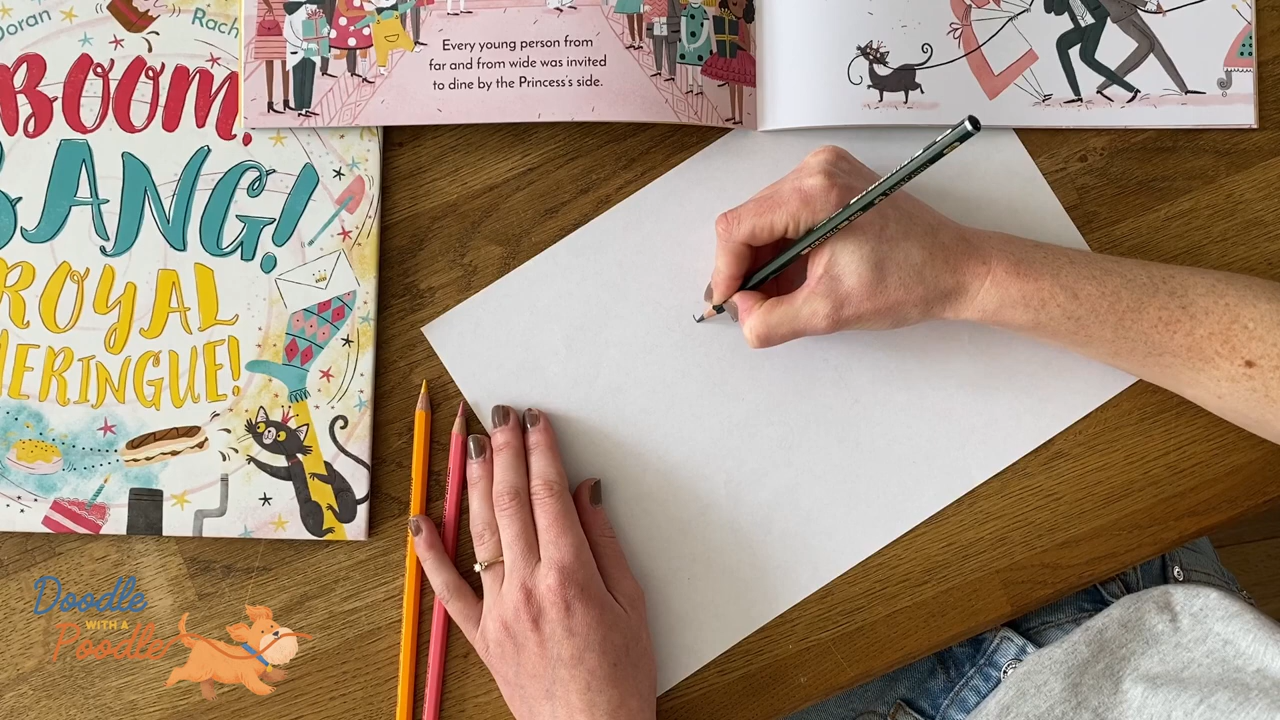 Doran
Rach
BOOM!
BANG!
ROYAL
MERINGUE!
Every young person from
far and from wide was invited
to dine by the Princess's side.
Doodle
WITH A
Poodle